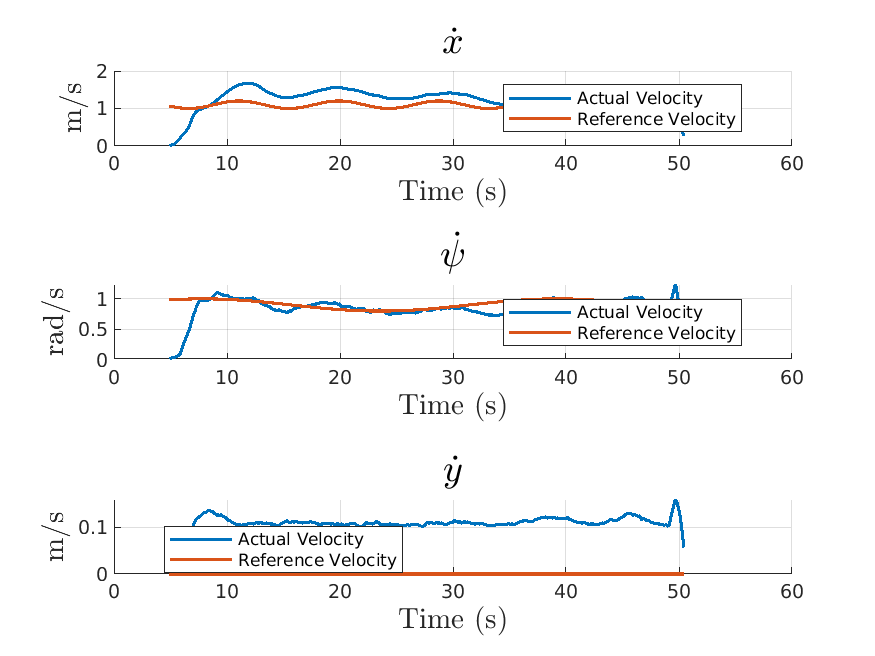 ẋ
m/s
2
1
0
Actual Velocity
Reference Velocity
0 10 20 30 40 50 60
Time (s)
ψ̇
rad/s
1
0.5
0
Actual Velocity
Reference Velocity
0 10 20 30 40 50 60
Time (s)
ẏ
m/s
0.1
0
Actual Velocity
Reference Velocity
0 10 20 30 40 50 60
Time (s)